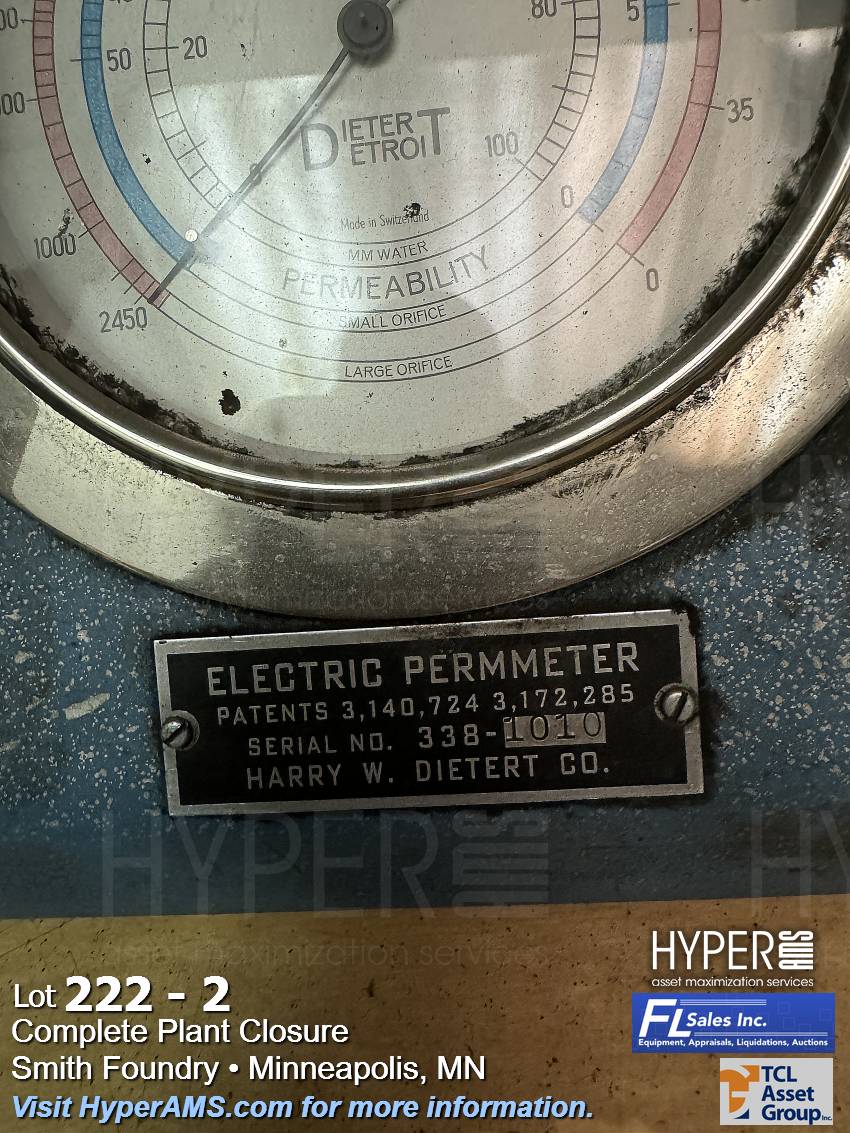 80
5
20
50
35
DIETERT
DETROIT
100
0
Made in Switzerland
1000
MM WATER
PERMEABILITY
0
2450
SMALL ORIFICE
LARGE ORIFICE
ELECTRIC PERMMETER
PATENTS 3,140,724 3,172,285
SERIAL NO. 338-1010
HARRY W. DIETERT CO.
HYPER AMS
asset maximization services
Lot 222 - 2
FL Sales Inc.
Complete Plant Closure
Equipment, Appraisals, Liquidations, Auctions
Smith Foundry • Minneapolis, MN
TCL
Asset
Group Inc.
Visit HyperAMS.com for more information.